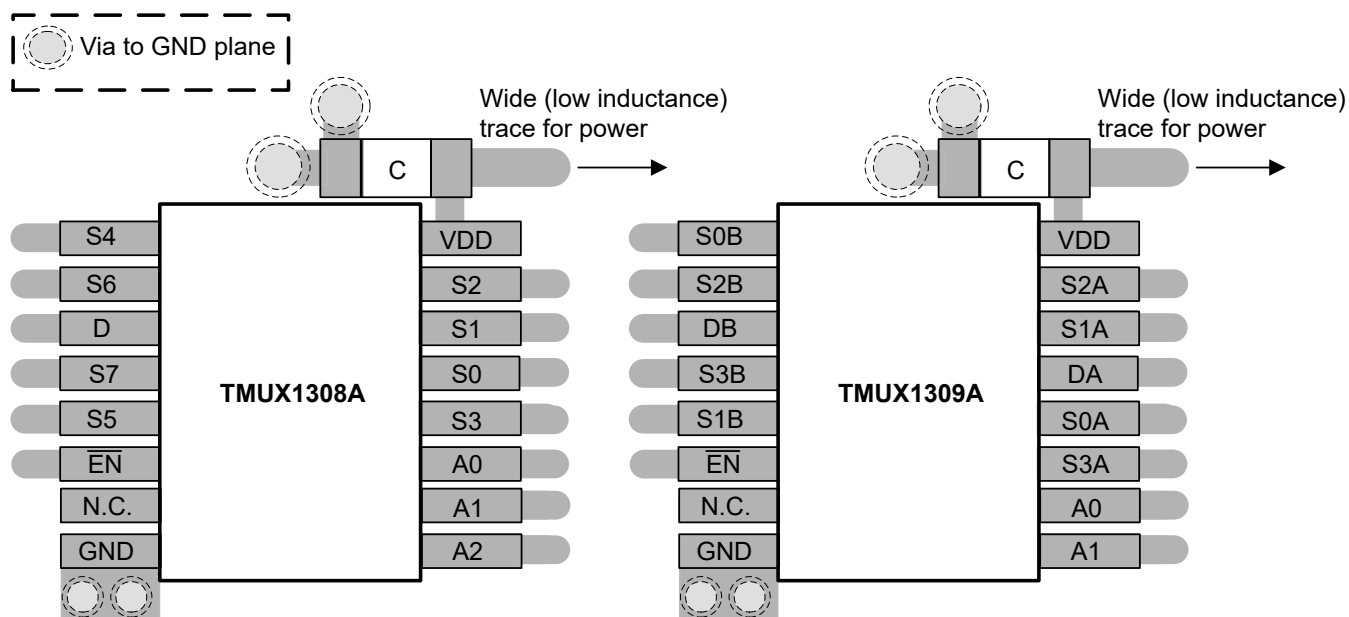 Via to GND plane
Wide (low inductance)
trace for power
C
S4
VDD
S6
S2
D
S1
S7
S0
TMUX1308A
S5
S3
E̅N̅
A0
N.C.
A1
GND
A2
Wide (low inductance)
trace for power
C
S0B
VDD
S2B
S2A
DB
S1A
S3B
DA
TMUX1309A
S1B
S0A
E̅N̅
S3A
N.C.
A0
GND
A1